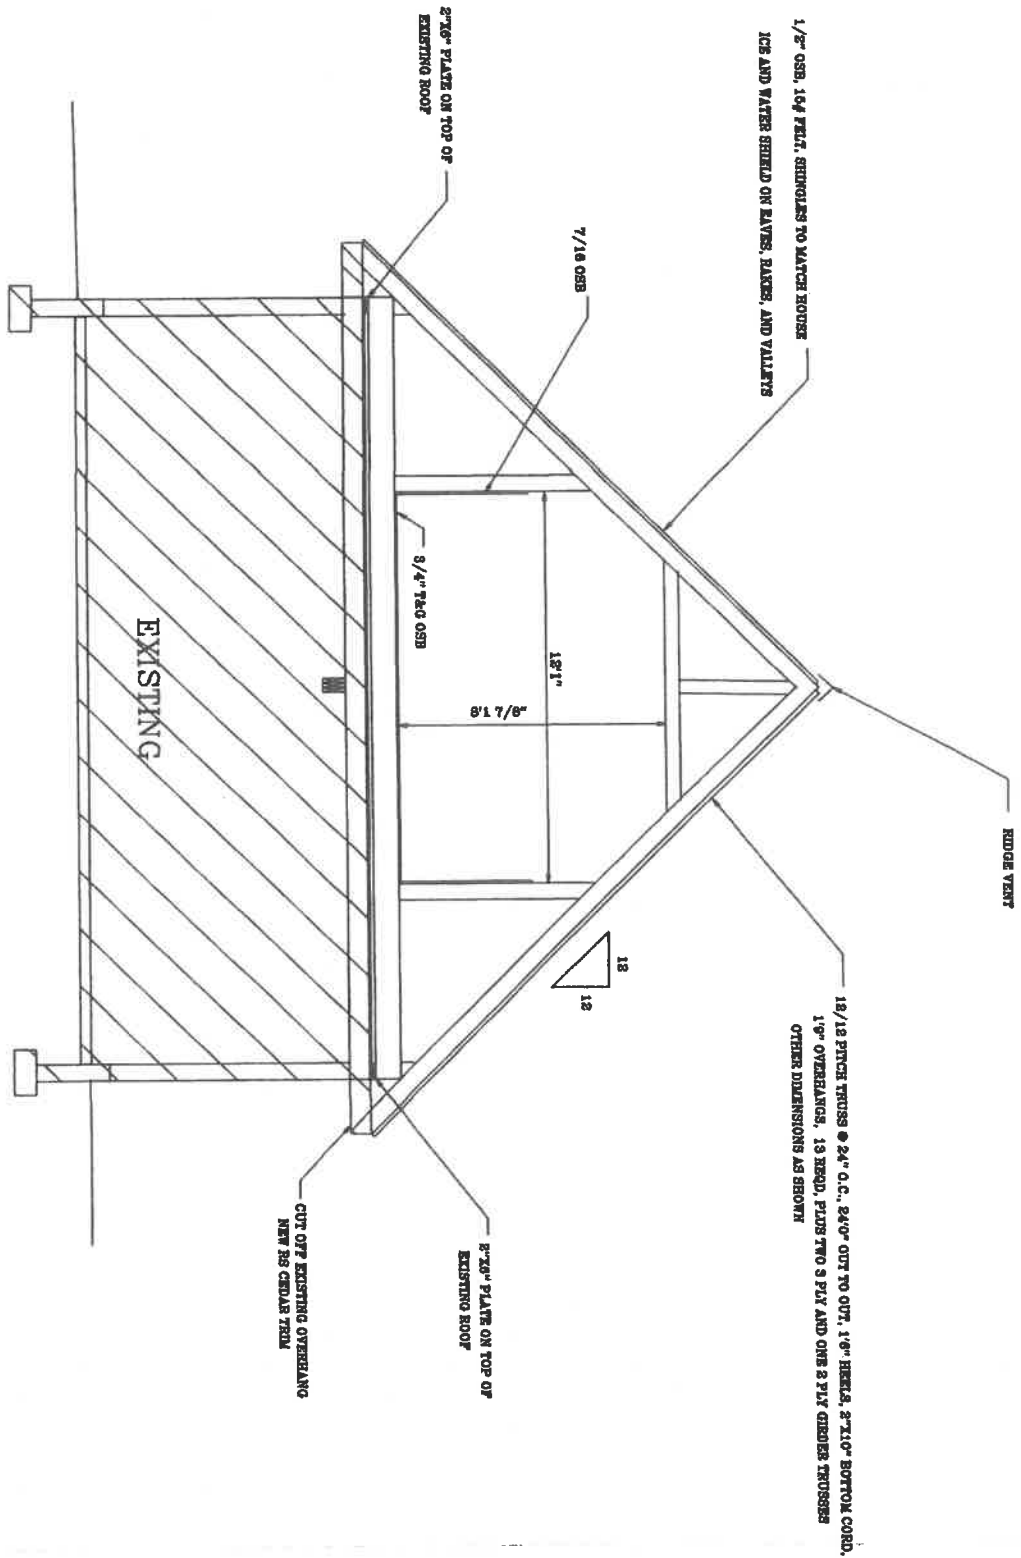 RIDGE VENT
1/2" OSB, 15# FELT, SHINGLES TO MATCH HOUSE
ICE AND WATER SHIELD ON EAVES, RAKES, AND VALLEYS
12/12 PITCH TRUSS @ 24" O.C., 24'0" OUT TO OUT, 1'6" HEELS, 2"X10" BOTTOM CORD,
1'9" OVERHANGS, 13 REQD, PLUS TWO 3 PLY AND ONE 2 PLY GIRDER TRUSSES
OTHER DIMENSIONS AS SHOWN
7/16 OSB
12
12
12'1"
8'1 7/8"
3/4" T&G OSB
2"X6" PLATE ON TOP OF
EXISTING ROOF
2"X6" PLATE ON TOP OF
EXISTING ROOF
CUT OFF EXISTING OVERHANG
NEW RS CEDAR TRIM
EXISTING